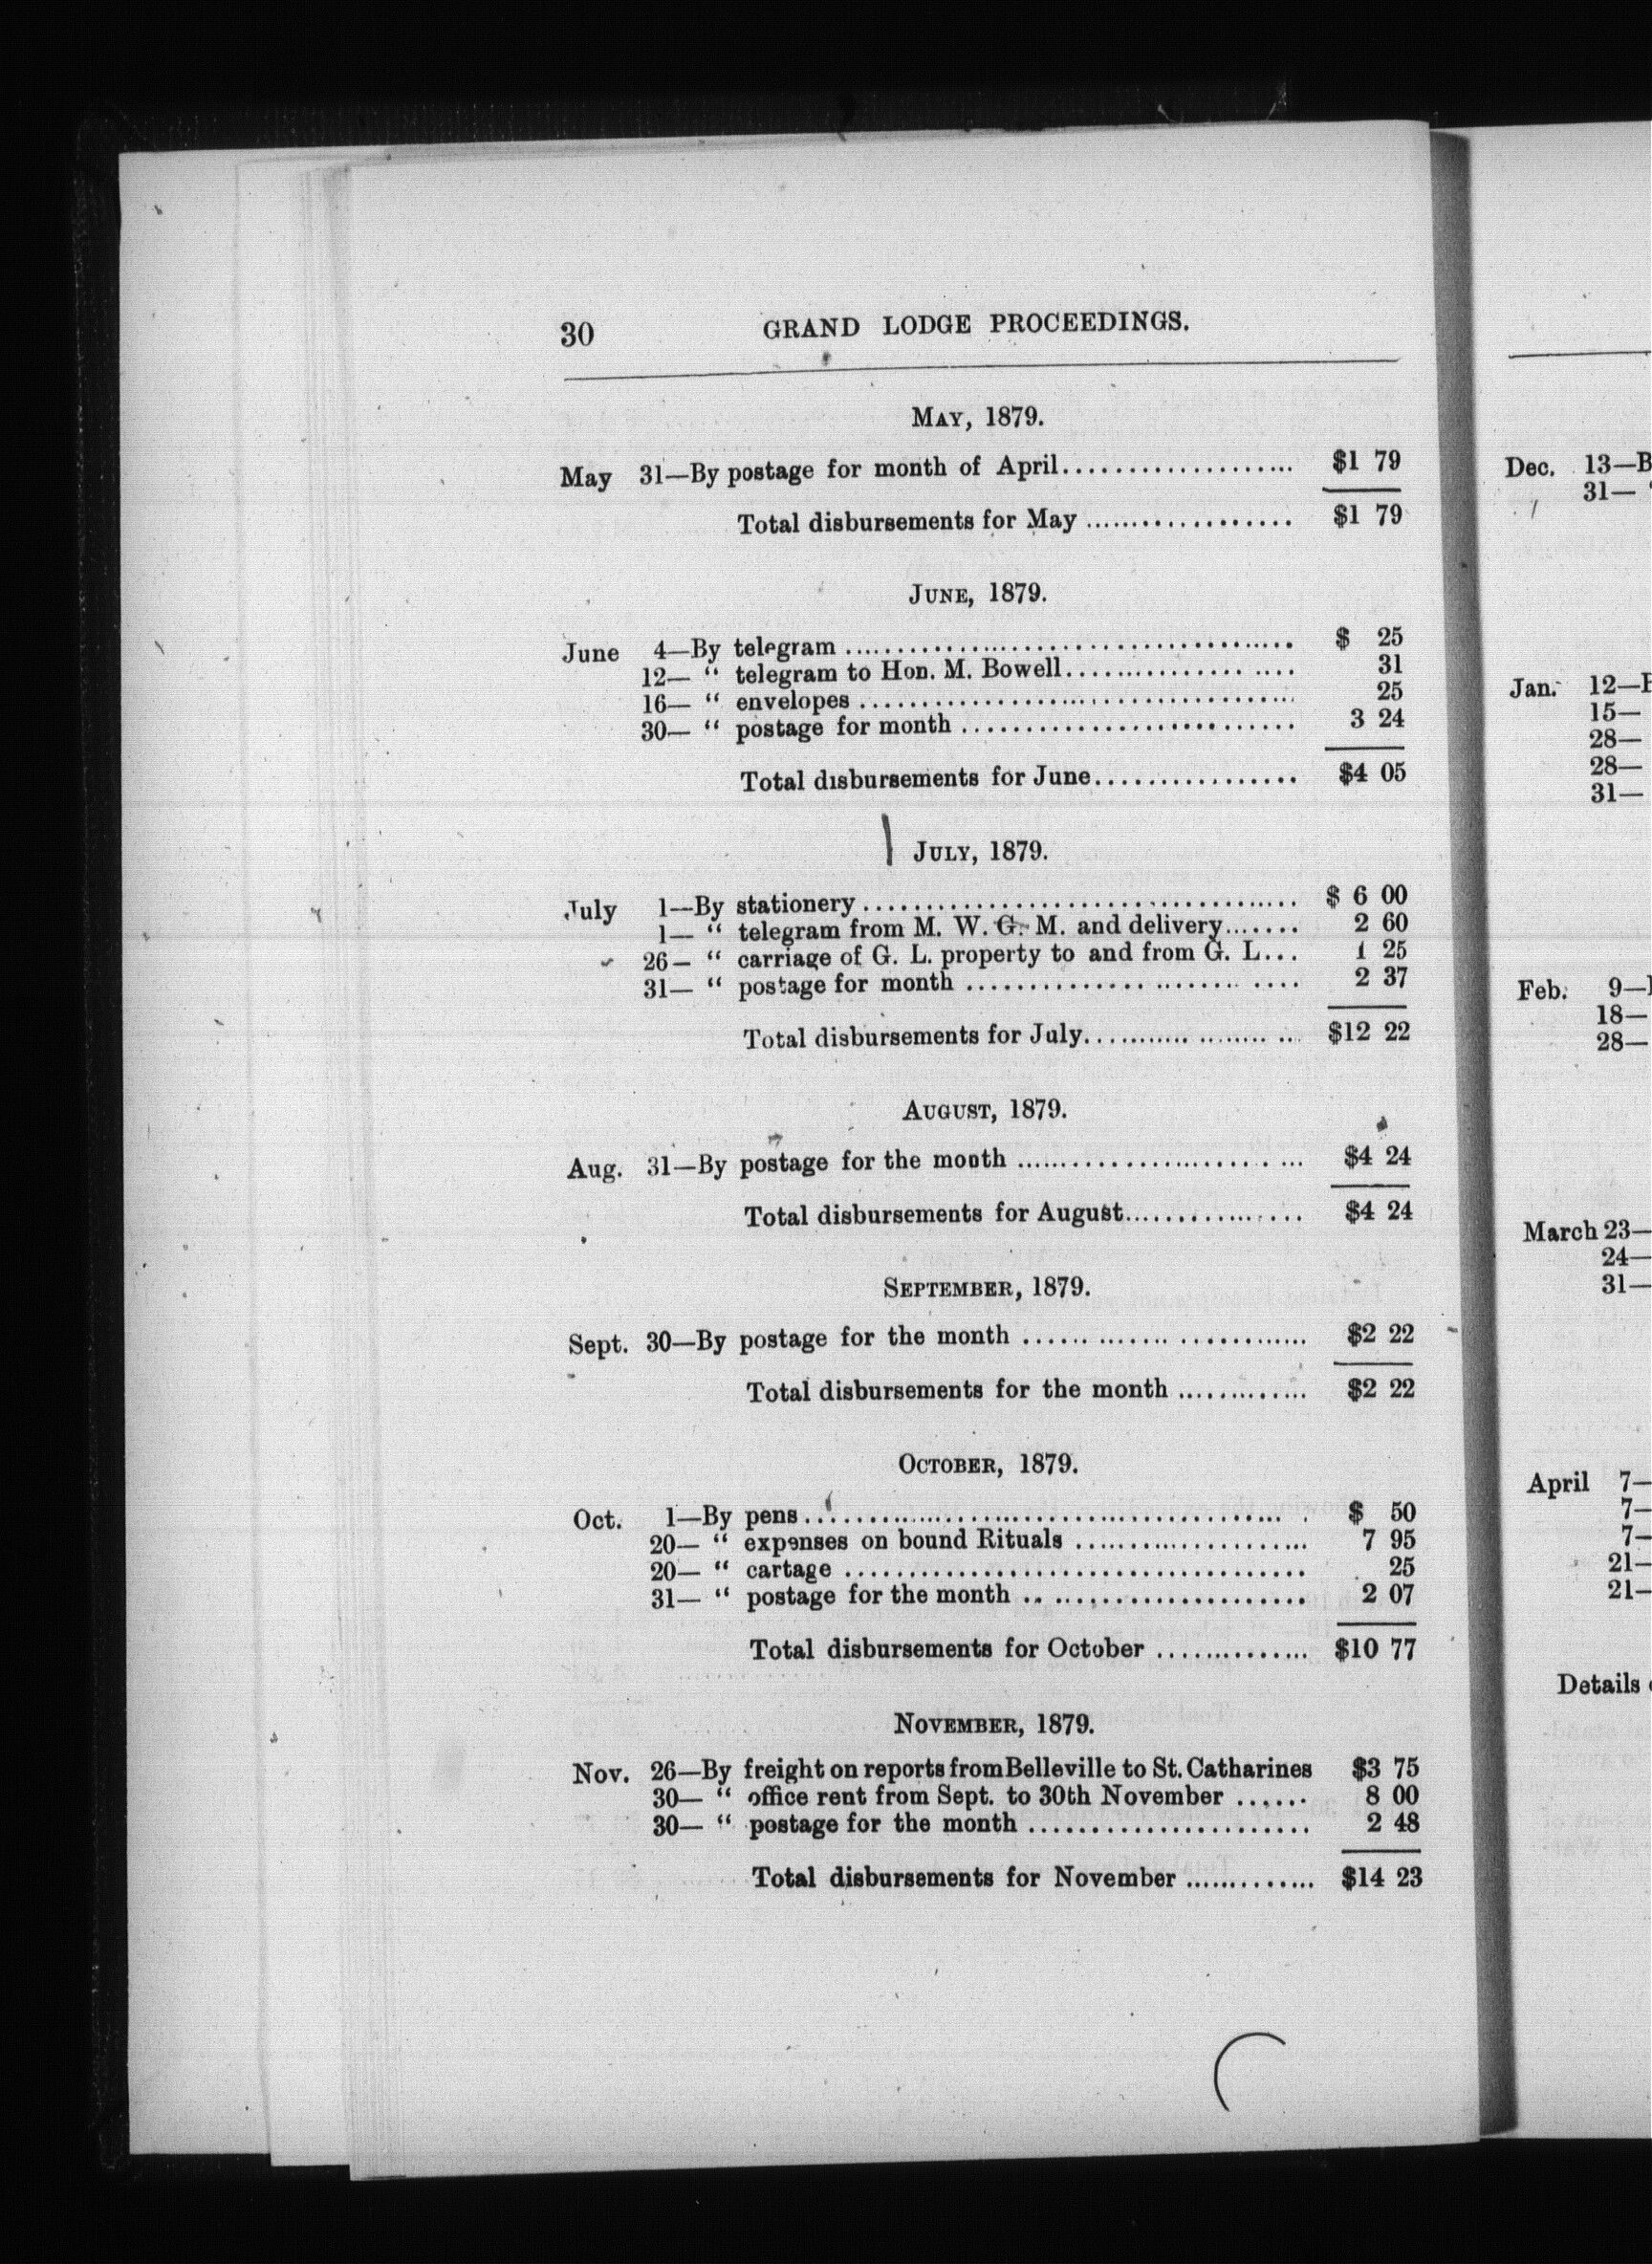 30 GRAND LODGE PROCEEDINGS.
MAY, 1879.
May 31—By postage for month of April.................. $1 79
Total disbursements for May .................. $1 79
JUNE, 1879.
June 4—By telegram .................................... $ 25
12— “ telegram to Hon. M. Bowell.................. 31
16— “ envelopes .................................... 25
30— “ postage for month ........................... 3 24
Total disbursements for June................ $4 05
JULY, 1879.
July 1—By stationery .................................. $ 6 00
1— “ telegram from M. W. G. M. and delivery....... 2 60
26— “ carriage of G. L. property to and from G. L... 1 25
31— “ postage for month .......................... 2 37
Total disbursements for July.................. $12 22
AUGUST, 1879.
Aug. 31—By postage for the month ...................... $4 24
Total disbursements for August.............. $4 24
SEPTEMBER, 1879.
Sept. 30—By postage for the month ...................... $2 22
Total disbursements for the month ............. $2 22
OCTOBER, 1879.
Oct. 1—By pens...................................... $ 50
20— “ expenses on bound Rituals .................... 7 95
20— “ cartage .................................... 25
31— “ postage for the month ...................... 2 07
Total disbursements for October .............. $10 77
NOVEMBER, 1879.
Nov. 26—By freight on reports from Belleville to St. Catharines $3 75
30— “ office rent from Sept. to 30th November ...... 8 00
30— “ postage for the month ...................... 2 48
Total disbursements for November .............. $14 23
Dec. 13—B
31—
Jan. 12—
15—
28—
28—
31—
Feb. 9—
18—
28—
March 23—
24—
31—
April 7—
7—
7—
21—
21—
Details